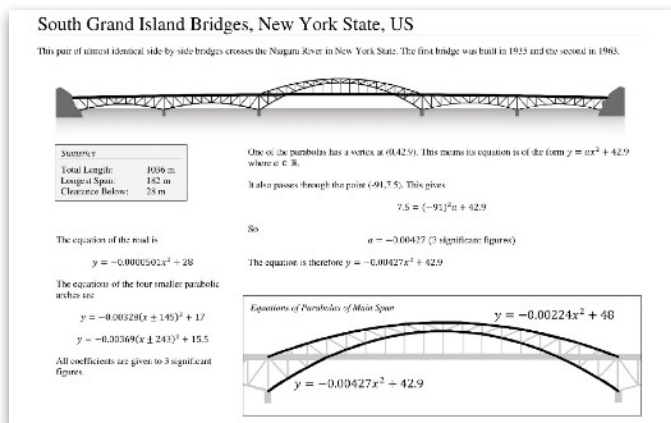 South Grand Island Bridges, New York State, US
This pair of almost identical side-by-side bridges crosses the Niagara River in New York State. The first bridge was built in 1935 and the second in 1963.
Statistics
Total Length: 1036 m
Longest Span: 182 m
Clearance Below: 28 m
The equation of the road is
y = −0.0000501x² + 28
The equations of the four smaller parabolic
arches are
y = −0.00328(x ± 145)² + 17
y = −0.00369(x ± 243)² + 15.5
All coefficients are given to 3 significant
figures.
One of the parabolas has a vertex at (0,42.9). This means its equation is of the form y = ax² + 42.9
where a ∈ ℝ.
It also passes through the point (-91,7.5). This gives
7.5 = (−91)²a + 42.9
So
a = −0.00427 (3 significant figures)
The equation is therefore y = −0.00427x² + 42.9
Equations of Parabolas of Main Span
y = −0.00224x² + 48
y = −0.00427x² + 42.9